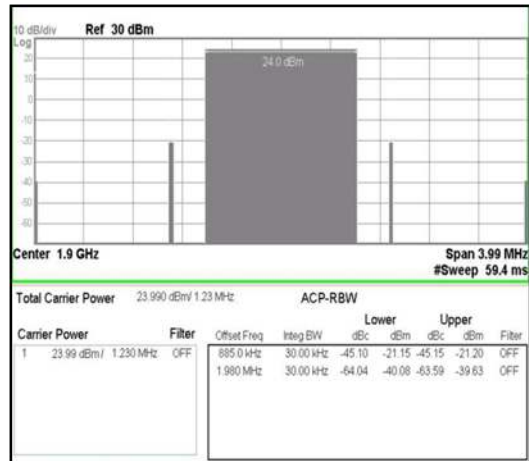 10 dB/div Ref 30 dBm
Log
20
10
0
-10
-20
-30
-40
-50
-60
24.0 dBm
Center 1.9 GHz Span 3.99 MHz
#Sweep 59.4 ms
Total Carrier Power 23.990 dBm/ 1.23 MHz ACP-RBW
Lower Upper
Carrier Power Filter Offset Freq Integ BW dBc dBm dBc dBm Filter
1 23.99 dBm / 1.230 MHz OFF 885.0 kHz 30.00 kHz -45.10 -21.15 -45.15 -21.20 OFF
1.980 MHz 30.00 kHz -64.04 -40.08 -63.59 -39.63 OFF